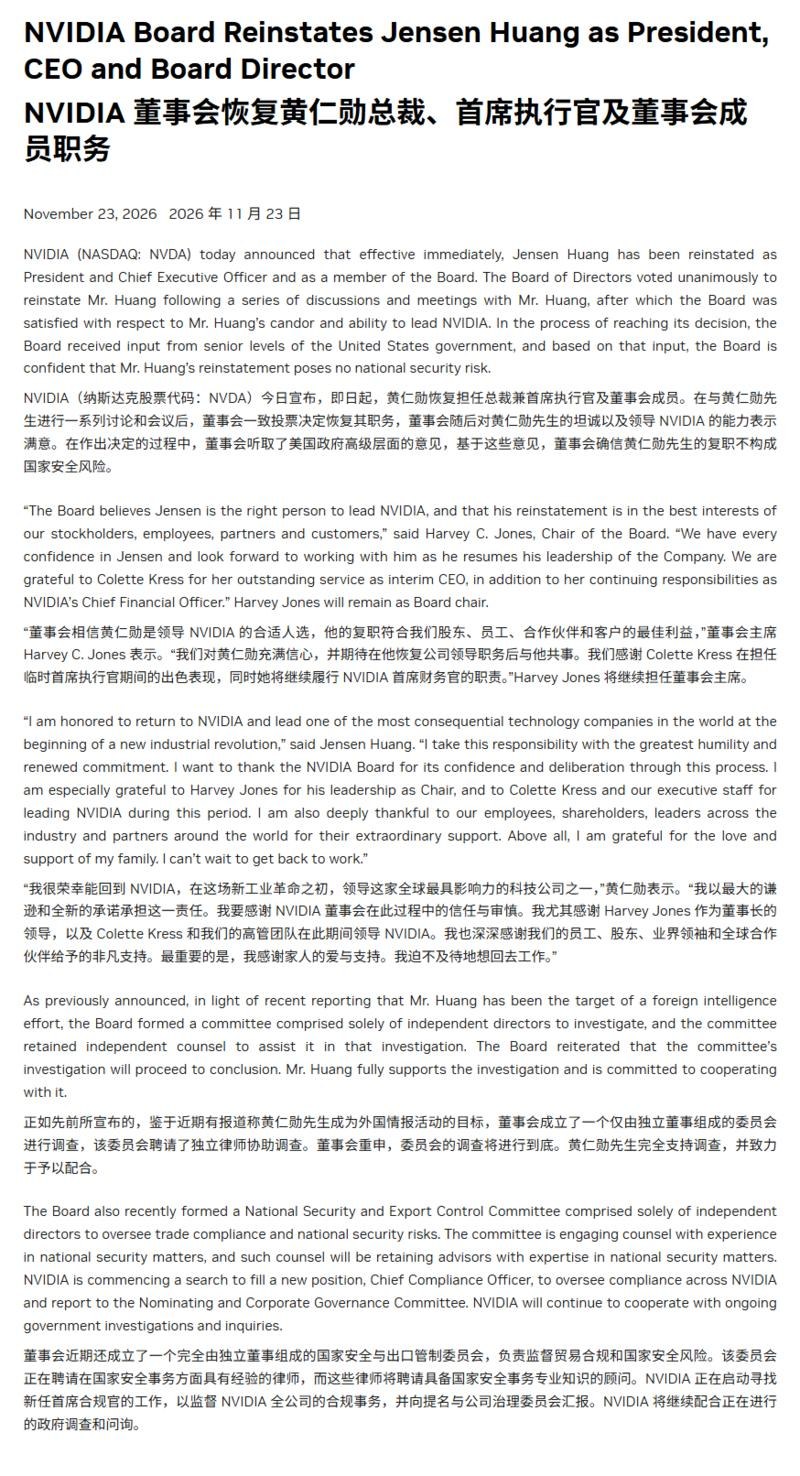 NVIDIA Board Reinstates Jensen Huang as President,
CEO and Board Director
NVIDIA 董事会恢复黄仁勋总裁、首席执行官及董事会成
员职务
November 23, 2026 2026 年 11 月 23 日
NVIDIA (NASDAQ: NVDA) today announced that effective immediately, Jensen Huang has been reinstated as
President and Chief Executive Officer and as a member of the Board. The Board of Directors voted unanimously to
reinstate Mr. Huang following a series of discussions and meetings with Mr. Huang, after which the Board was
satisfied with respect to Mr. Huang’s candor and ability to lead NVIDIA. In the process of reaching its decision, the
Board received input from senior levels of the United States government, and based on that input, the Board is
confident that Mr. Huang’s reinstatement poses no national security risk.
NVIDIA（纳斯达克股票代码：NVDA）今日宣布，即日起，黄仁勋恢复担任总裁兼首席执行官及董事会成员。在与黄仁勋先
生进行一系列讨论和会议后，董事会一致投票决定恢复其职务，董事会随后对黄仁勋先生的坦诚以及领导 NVIDIA 的能力表示
满意。在作出决定的过程中，董事会听取了美国政府高级层面的意见，基于这些意见，董事会确信黄仁勋先生的复职不构成
国家安全风险。
“The Board believes Jensen is the right person to lead NVIDIA, and that his reinstatement is in the best interests of
our stockholders, employees, partners and customers,” said Harvey C. Jones, Chair of the Board. “We have every
confidence in Jensen and look forward to working with him as he resumes his leadership of the Company. We are
grateful to Colette Kress for her outstanding service as interim CEO, in addition to her continuing responsibilities as
NVIDIA’s Chief Financial Officer.” Harvey Jones will remain as Board chair.
“董事会相信黄仁勋是领导 NVIDIA 的合适人选，他的复职符合我们股东、员工、合作伙伴和客户的最佳利益，”董事会主席
Harvey C. Jones 表示。“我们对黄仁勋充满信心，并期待在他恢复公司领导职务后与他共事。我们感谢 Colette Kress 在担任
临时首席执行官期间的出色表现，同时她将继续履行 NVIDIA 首席财务官的职责。”Harvey Jones 将继续担任董事会主席。
“I am honored to return to NVIDIA and lead one of the most consequential technology companies in the world at the
beginning of a new industrial revolution,” said Jensen Huang. “I take this responsibility with the greatest humility and
renewed commitment. I want to thank the NVIDIA Board for its confidence and deliberation through this process. I
am especially grateful to Harvey Jones for his leadership as Chair, and to Colette Kress and our executive staff for
leading NVIDIA during this period. I am also deeply thankful to our employees, shareholders, leaders across the
industry and partners around the world for their extraordinary support. Above all, I am grateful for the love and
support of my family. I can’t wait to get back to work.”
“我很荣幸能回到 NVIDIA，在这场新工业革命之初，领导这家全球最具影响力的科技公司之一，”黄仁勋表示。“我以最大的谦
逊和全新的承诺承担这一责任。我要感谢 NVIDIA 董事会在此过程中的信任与审慎。我尤其感谢 Harvey Jones 作为董事长的
领导，以及 Colette Kress 和我们的高管团队在此期间领导 NVIDIA。我也深深感谢我们的员工、股东、业界领袖和全球合作
伙伴给予的非凡支持。最重要的是，我感谢家人的爱与支持。我迫不及待地想回去工作。”
As previously announced, in light of recent reporting that Mr. Huang has been the target of a foreign intelligence
effort, the Board formed a committee comprised solely of independent directors to investigate, and the committee
retained independent counsel to assist it in that investigation. The Board reiterated that the committee’s
investigation will proceed to conclusion. Mr. Huang fully supports the investigation and is committed to cooperating
with it.
正如先前所宣布的，鉴于近期有报道称黄仁勋先生成为外国情报活动的目标，董事会成立了一个仅由独立董事组成的委员会
进行调查，该委员会聘请了独立律师协助调查。董事会重申，委员会的调查将进行到底。黄仁勋先生完全支持调查，并致力
于予以配合。
The Board also recently formed a National Security and Export Control Committee comprised solely of independent
directors to oversee trade compliance and national security risks. The committee is engaging counsel with experience
in national security matters, and such counsel will be retaining advisors with expertise in national security matters.
NVIDIA is commencing a search to fill a new position, Chief Compliance Officer, to oversee compliance across NVIDIA
and report to the Nominating and Corporate Governance Committee. NVIDIA will continue to cooperate with ongoing
government investigations and inquiries.
董事会近期还成立了一个完全由独立董事组成的国家安全与出口管制委员会，负责监督贸易合规和国家安全风险。该委员会
正在聘请在国家安全事务方面具有经验的律师，而这些律师将聘请具备国家安全事务专业知识的顾问。NVIDIA 正在启动寻找
新任首席合规官的工作，以监督 NVIDIA 全公司的合规事务，并向提名与公司治理委员会汇报。NVIDIA 将继续配合正在进行
的政府调查和问询。